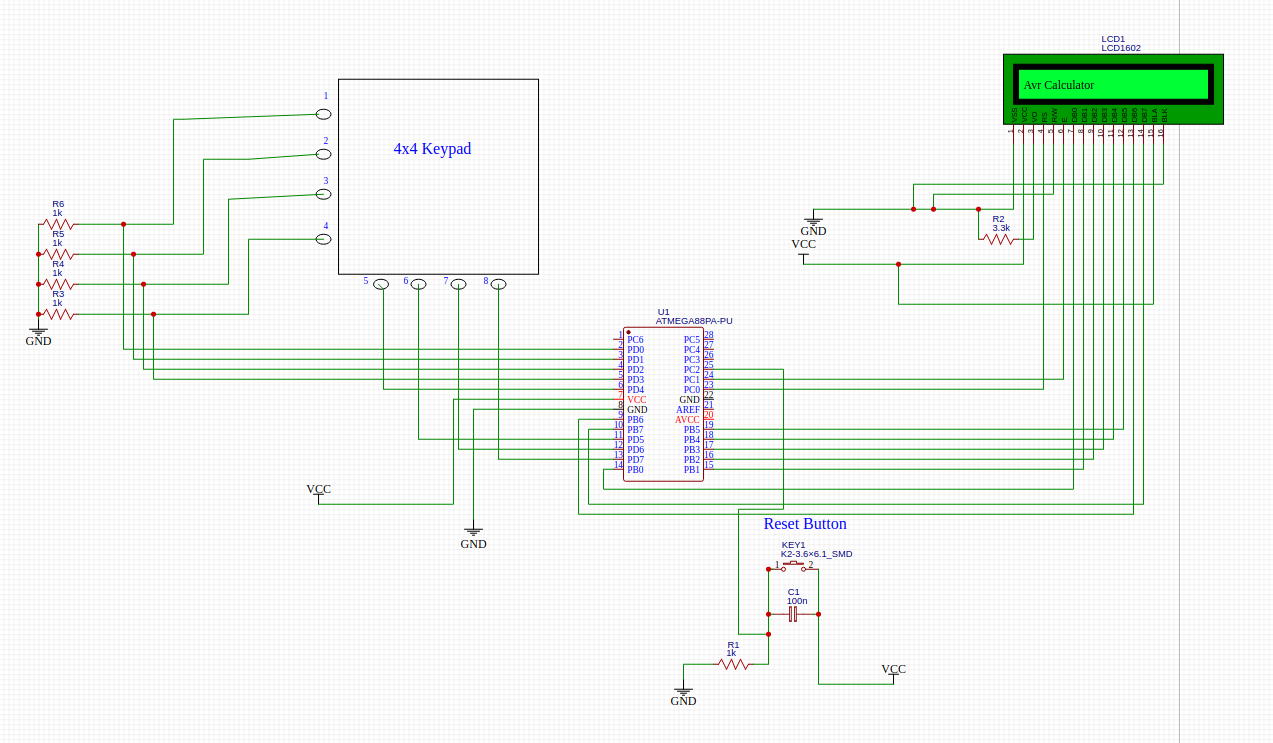 LCD1
LCD1602
Avr Calculator
VSS
VCC
VO
RS
R/W
E
DB0
DB1
DB2
DB3
DB4
DB5
DB6
DB7
BLA
BLK
1
2
3
4
5
6
7
8
9
10
11
12
13
14
15
16
1
2
3
4
4x4 Keypad
5
6
7
8
R6
1k
R5
1k
R4
1k
R3
1k
GND
GND
VCC
R2
3.3k
U1
ATMEGA88PA-PU
1 PC6 PC5 28
2 PD0 PC4 27
3 PD1 PC3 26
4 PD2 PC2 25
5 PD3 PC1 24
6 PD4 PC0 23
7 VCC GND 22
8 GND AREF 21
9 PB6 AVCC 20
10 PB7 PB5 19
11 PD5 PB4 18
12 PD6 PB3 17
13 PD7 PB2 16
14 PB0 PB1 15
VCC
GND
Reset Button
KEY1
K2-3.6×6.1_SMD
1 2
C1
100n
R1
1k
GND
VCC